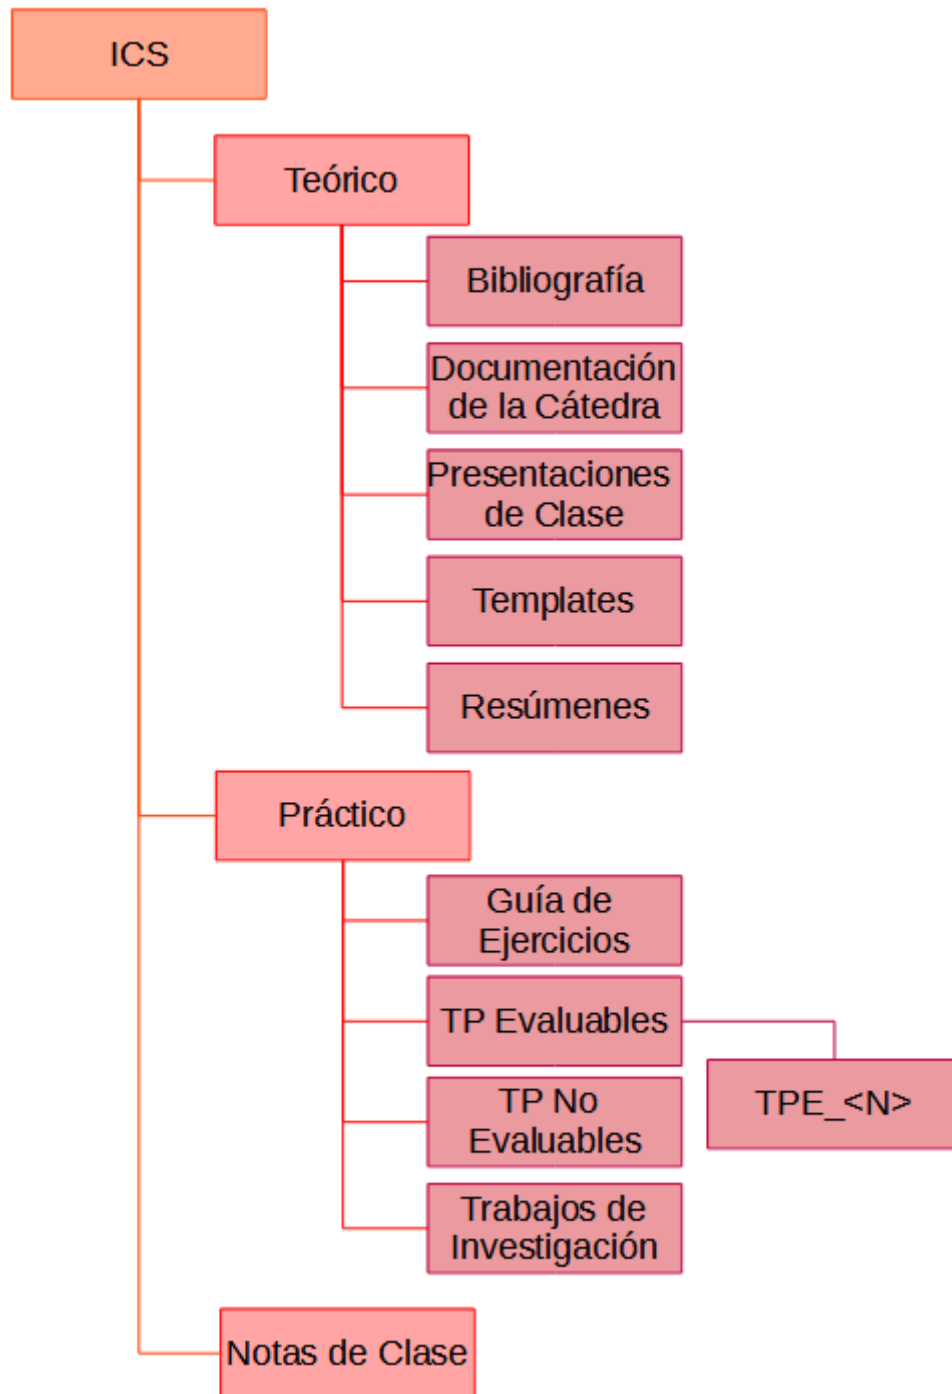 ICS
Teórico
Bibliografía
Documentación
de la Cátedra
Presentaciones
de Clase
Templates
Resúmenes
Práctico
Guía de
Ejercicios
TP Evaluables
TPE_<N>
TP No
Evaluables
Trabajos de
Investigación
Notas de Clase